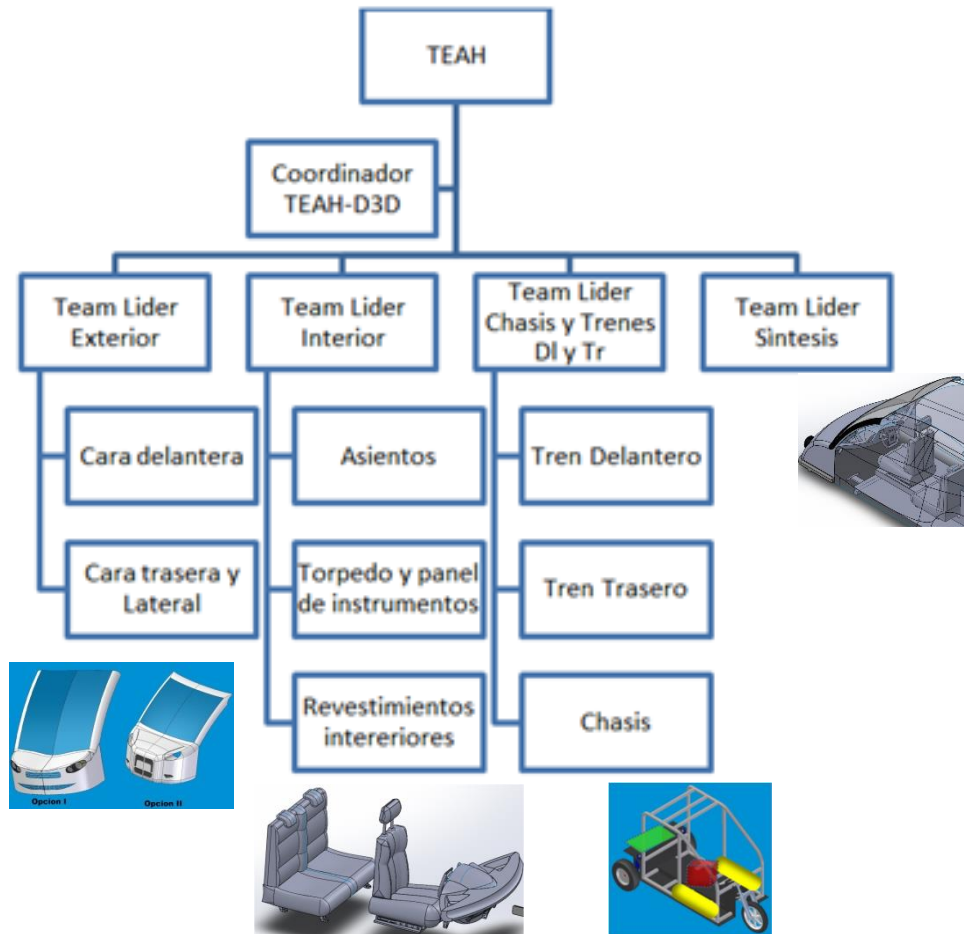 TEAH
Coordinador
TEAH-D3D
Team Lider
Exterior
Team Lider
Interior
Team Lider
Chasis y Trenes
Dl y Tr
Team Lider
Sìntesis
Cara delantera
Asientos
Tren Delantero
Cara trasera y
Lateral
Torpedo y panel
de instrumentos
Tren Trasero
Revestimientos
intereriores
Chasis
Opcion I
Opcion II